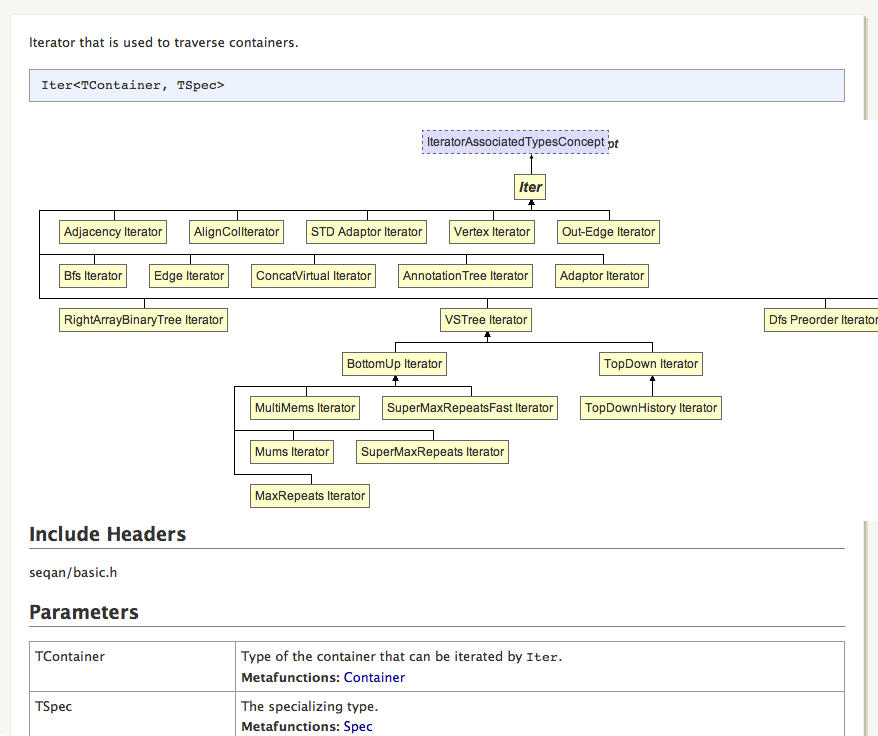 Iterator that is used to traverse containers.
Iter<TContainer, TSpec>
IteratorAssociatedTypesConcept pt
Iter
Adjacency Iterator AlignColIterator STD Adaptor Iterator Vertex Iterator Out-Edge Iterator
Bfs Iterator Edge Iterator ConcatVirtual Iterator AnnotationTree Iterator Adaptor Iterator
RightArrayBinaryTree Iterator VSTree Iterator Dfs Preorder Iterator
BottomUp Iterator TopDown Iterator
MultiMems Iterator SuperMaxRepeatsFast Iterator TopDownHistory Iterator
Mums Iterator SuperMaxRepeats Iterator
MaxRepeats Iterator
Include Headers
seqan/basic.h
Parameters
TContainer Type of the container that can be iterated by Iter.
Metafunctions: Container
TSpec The specializing type.
Metafunctions: Spec